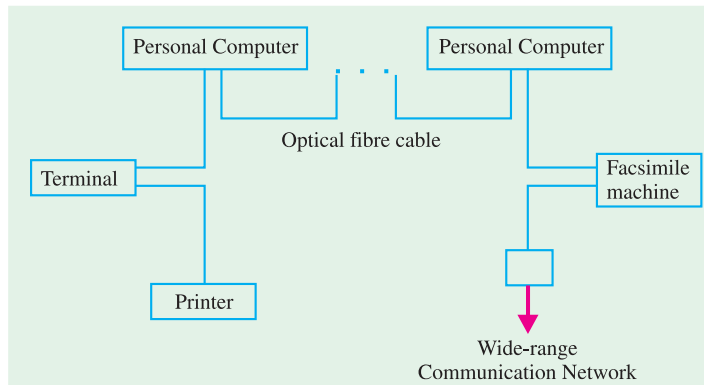 Personal Computer
Personal Computer
Optical fibre cable
Terminal
Facsimile
machine
Printer
Wide-range
Communication Network